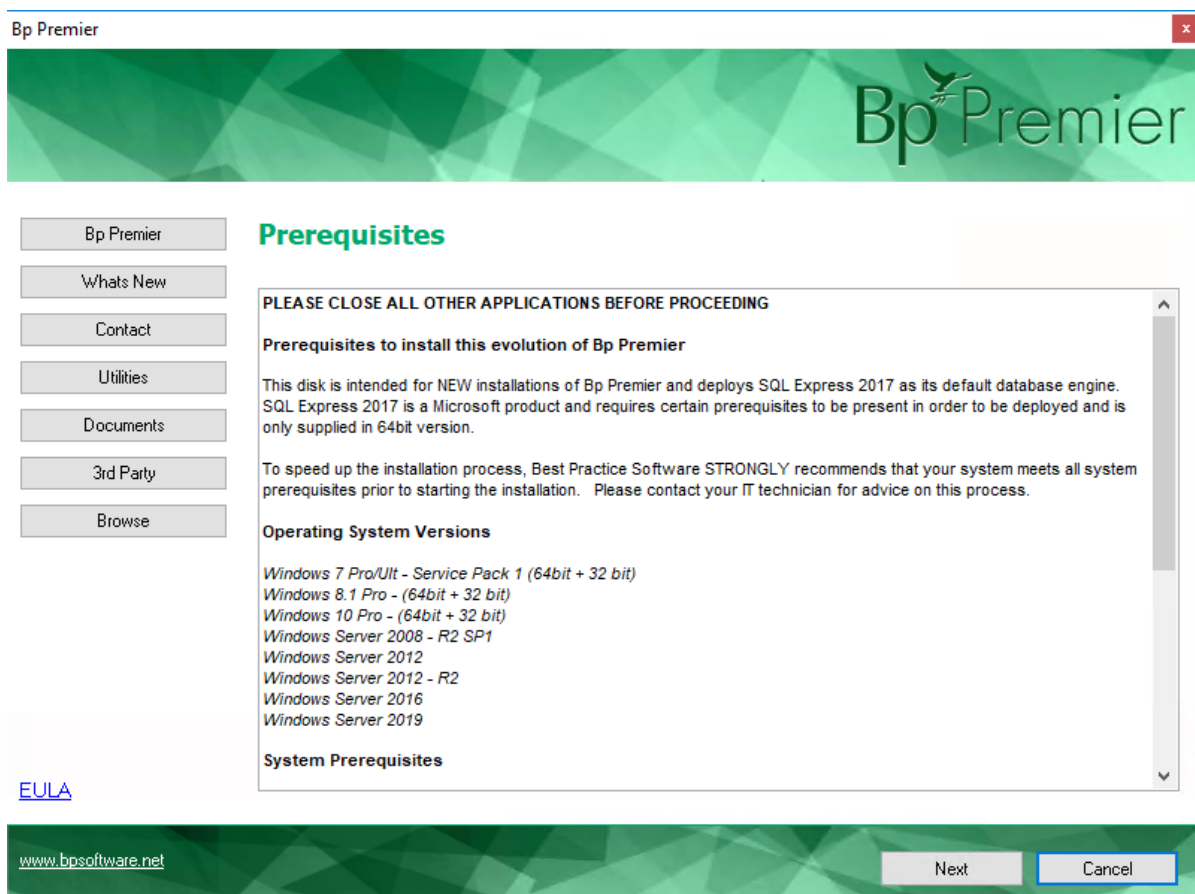 Bp Premier
x
Bp Premier
Bp Premier
Whats New
Contact
Utilities
Documents
3rd Party
Browse
EULA
Prerequisites
PLEASE CLOSE ALL OTHER APPLICATIONS BEFORE PROCEEDING
Prerequisites to install this evolution of Bp Premier
This disk is intended for NEW installations of Bp Premier and deploys SQL Express 2017 as its default database engine.
SQL Express 2017 is a Microsoft product and requires certain prerequisites to be present in order to be deployed and is
only supplied in 64bit version.
To speed up the installation process, Best Practice Software STRONGLY recommends that your system meets all system
prerequisites prior to starting the installation.   Please contact your IT technician for advice on this process.
Operating System Versions
Windows 7 Pro/Ult - Service Pack 1 (64bit + 32 bit)
Windows 8.1 Pro - (64bit + 32 bit)
Windows 10 Pro - (64bit + 32 bit)
Windows Server 2008 - R2 SP1
Windows Server 2012
Windows Server 2012 - R2
Windows Server 2016
Windows Server 2019
System Prerequisites
www.bpsoftware.net
Next
Cancel